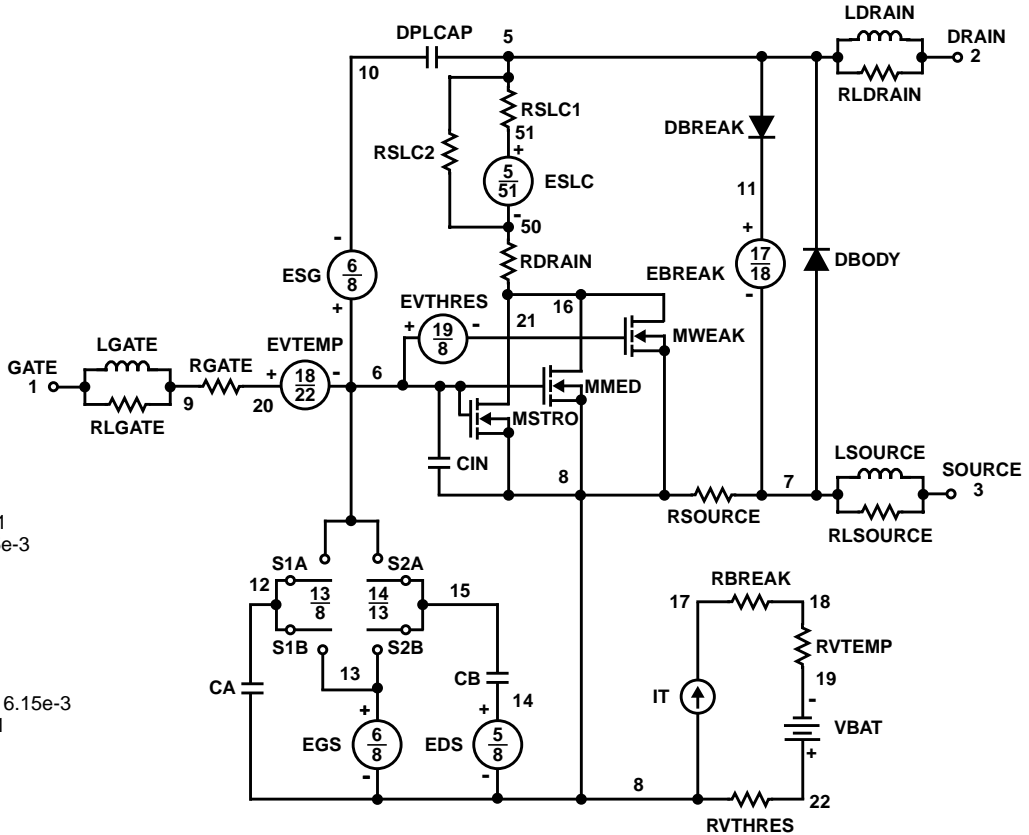 LDRAIN
DPLCAP 5 DRAIN
2
10
RLDRAIN
RSLC1
51
DBREAK
RSLC2
+
5
51
ESLC
11
-
50
-
+
RDRAIN
17
18
EBREAK
DBODY
6
8
ESG
EVTHRES
16
-
+
+
19
8
-
21
MWEAK
LGATE
EVTEMP
GATE
1
RGATE
+
18
22
-
6
MMED
9
20
MSTRO
RLGATE
LSOURCE
CIN
8
7
SOURCE
3
RSOURCE
RLSOURCE
1
e-3
S1A
S2A
12
13
8
14
13
15
RBREAK
17
18
S1B
S2B
RVTEMP
13
CB
19
CA
14
IT
-
6.15e-3
+
+
VBAT
EGS
6
8
EDS
5
8
+
-
-
8
22
RVTHRES